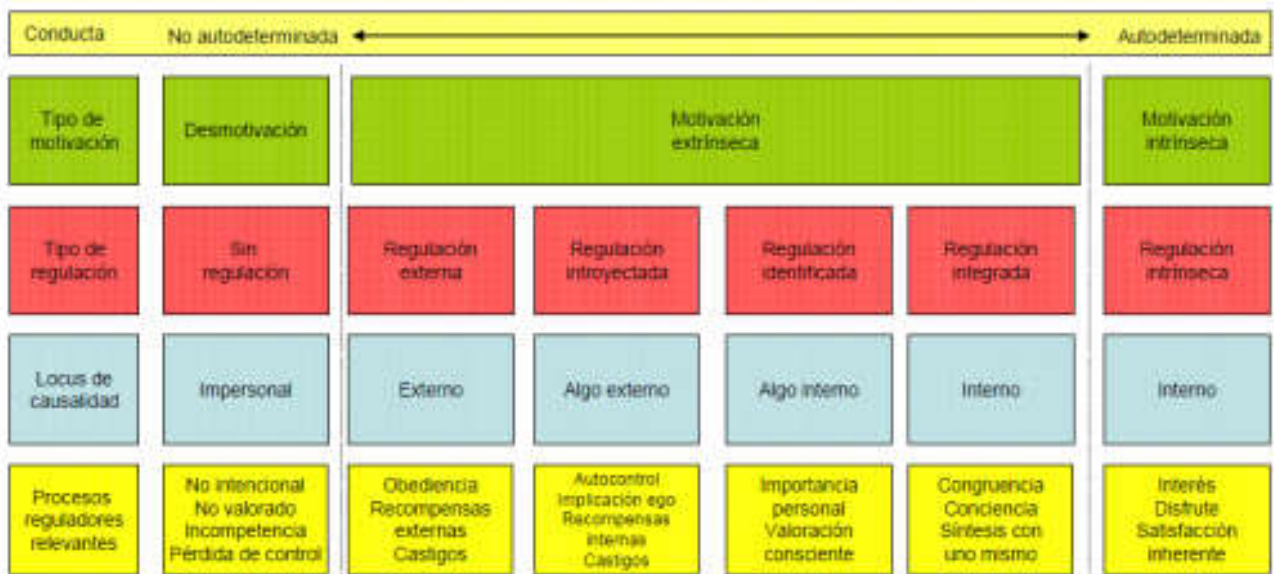 Conducta No autodeterminada Autodeterminada
Tipo de
motivación
Desmotivación
Motivación
extrínseca
Motivación
intrínseca
Tipo de
regulación
Sin
regulación
Regulación
externa
Regulación
introyectada
Regulación
identificada
Regulación
integrada
Regulación
intrínseca
Locus de
causalidad
Impersonal
Externo
Algo externo
Algo interno
Interno
Interno
Procesos
reguladores
relevantes
No intencional
No valorado
Incompetencia
Pérdida de control
Obediencia
Recompensas
externas
Castigos
Autocontrol
Implicación ego
Recompensas
internas
Castigos
Importancia
personal
Valoración
consciente
Congruencia
Conciencia
Síntesis con
uno mismo
Interés
Disfrute
Satisfacción
inherente